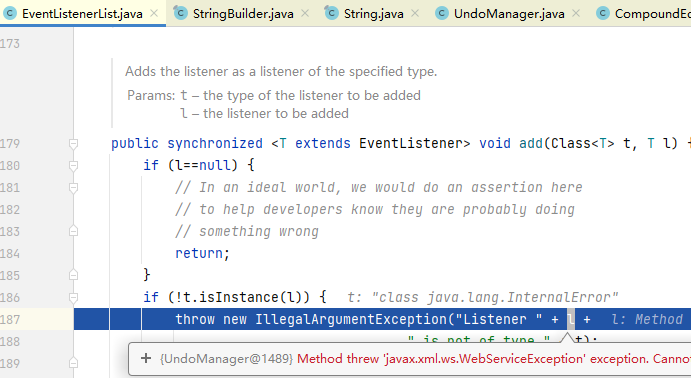 EventListenerList.java × StringBuilder.java × String.java × UndoManager.java × CompoundEd
173
Adds the listener as a listener of the specified type.
Params: t – the type of the listener to be added
l – the listener to be added
179 public synchronized <T extends EventListener> void add(Class<T> t, T l) {
180 if (l==null) {
181 // In an ideal world, we would do an assertion here
182 // to help developers know they are probably doing
183 // something wrong
184 return;
185 }
186 if (!t.isInstance(l)) { t: "class java.lang.InternalError"
187 throw new IllegalArgumentException("Listener " + l + l: Method
188 " is not of type " + t);
+ {UndoManager@1489} Method threw 'javax.xml.ws.WebServiceException' exception. Cannot
189